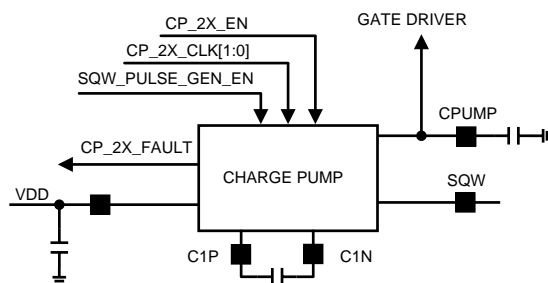 GATE DRIVER
CP_2X_EN
CP_2X_CLK[1:0]
SQW_PULSE_GEN_EN
CPUMP
CP_2X_FAULT
CHARGE PUMP
SQW
VDD
C1P
C1N